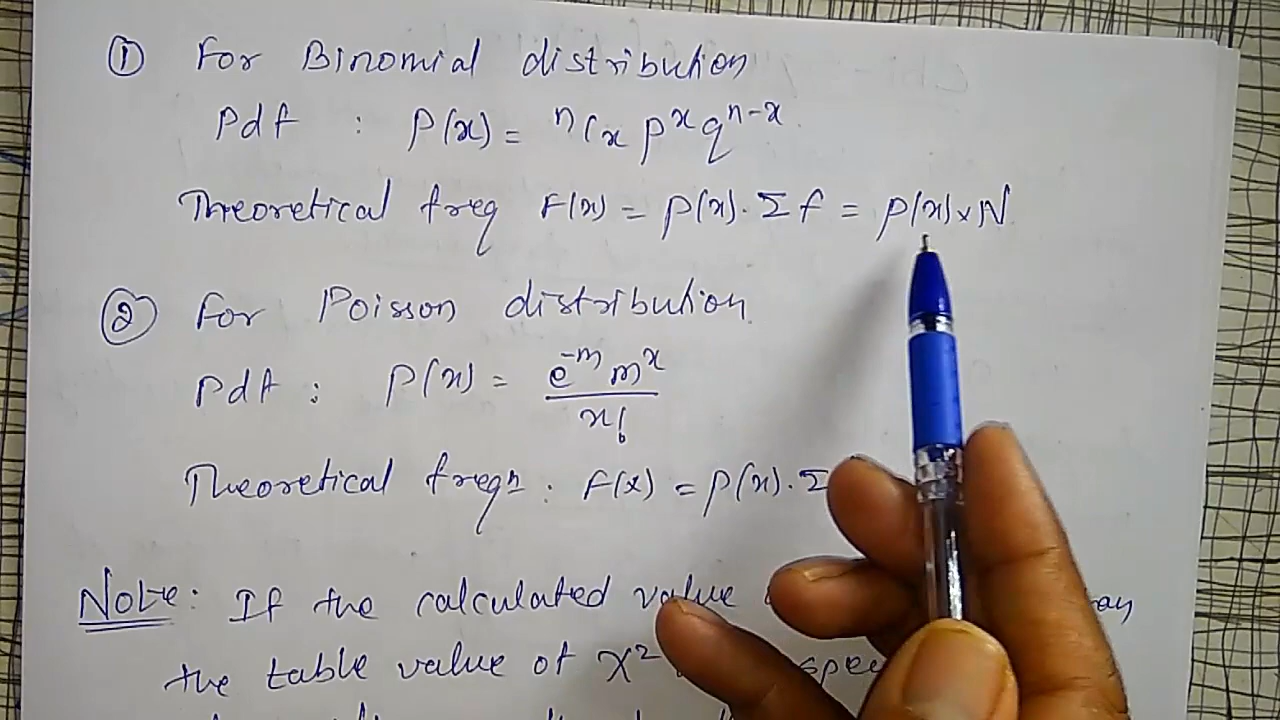 ① For Binomial distribution
Pdf : P(x) = ⁿCₓ pˣ qⁿ⁻ˣ
Theoretical freq F(x) = P(x). Σf = P(x) × N
② For Poisson distribution.
Pdf : P(x) = e⁻ᵐ mˣ / x!
Theoretical freqⁿ. F(x) = P(x). Σ
Note: If the calculated value
the table value of χ²